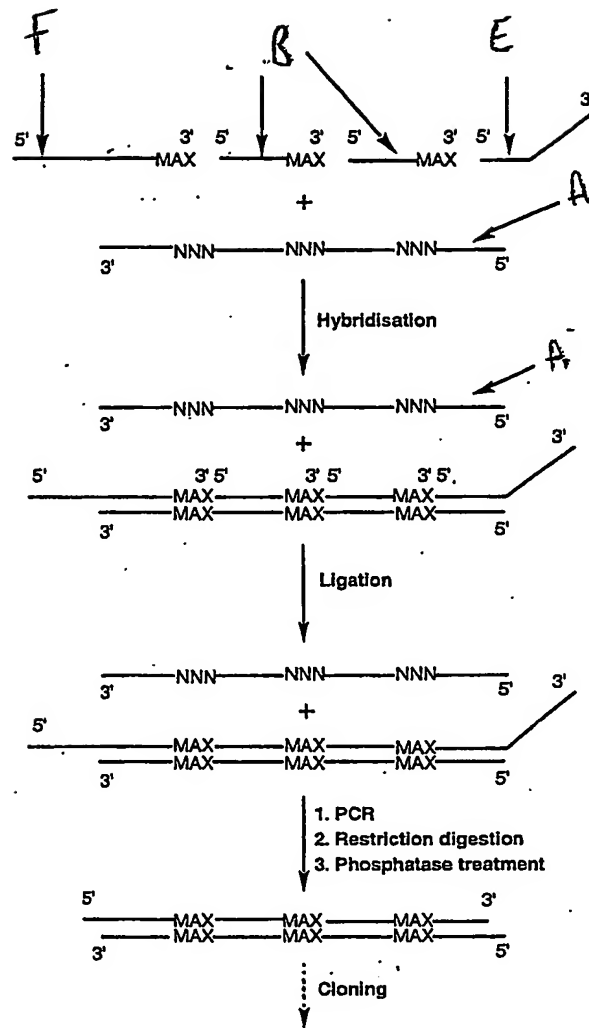 F B E
5' 3' 5' 3' 5' 3' 5' 3'
MAX MAX MAX
+
A
NNN NNN NNN
3' 5'
Hybridisation
A
NNN NNN NNN
3' 5'
+
3'
5' 3' 5' 3' 5' 3' 5'
MAX MAX MAX
MAX MAX MAX
3' 5'
Ligation
NNN NNN NNN
3' 5'
+
3'
5'
MAX MAX MAX
MAX MAX MAX
3' 5'
1. PCR
2. Restriction digestion
3. Phosphatase treatment
5' 3'
MAX MAX MAX
MAX MAX MAX
3' 5'
Cloning